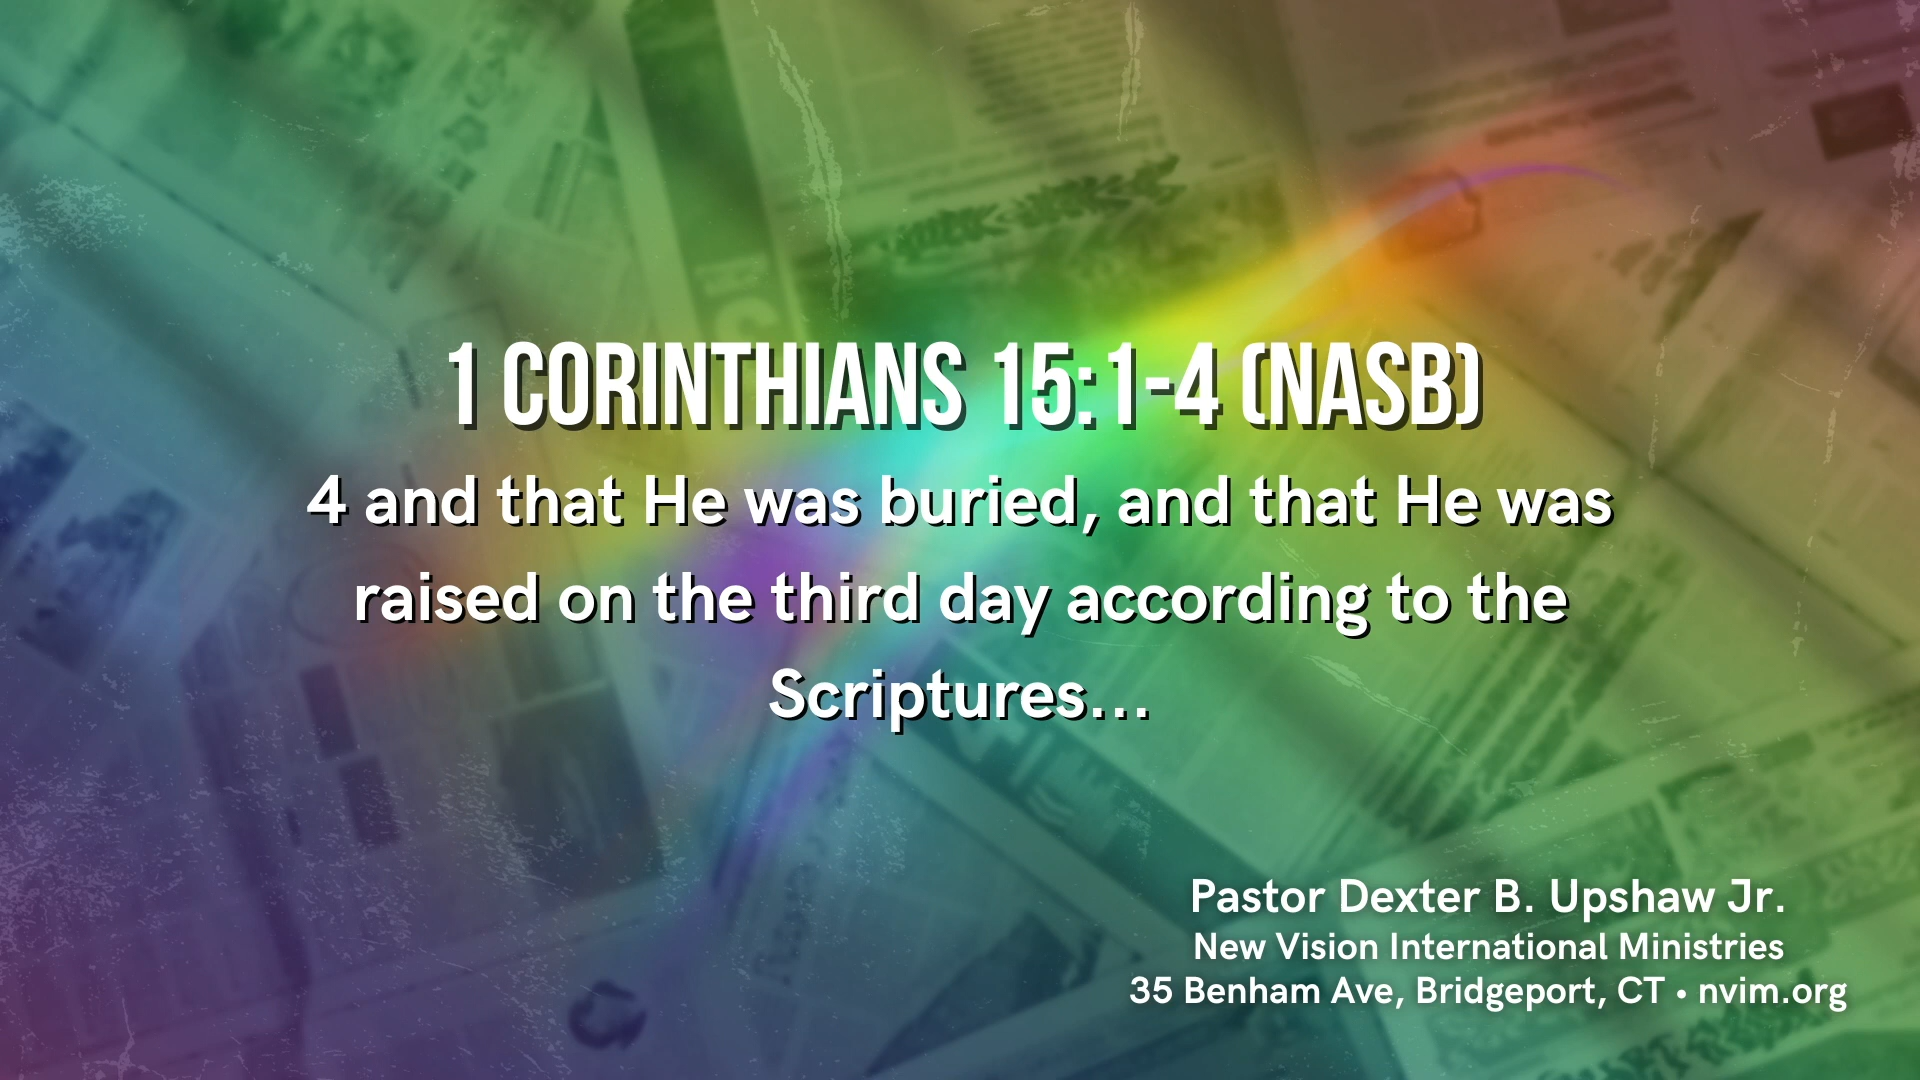 1 CORINTHIANS 15:1-4 (NASB)
4 and that He was buried, and that He was
raised on the third day according to the
Scriptures...
Pastor Dexter B. Upshaw Jr.
New Vision International Ministries
35 Benham Ave, Bridgeport, CT • nvim.org